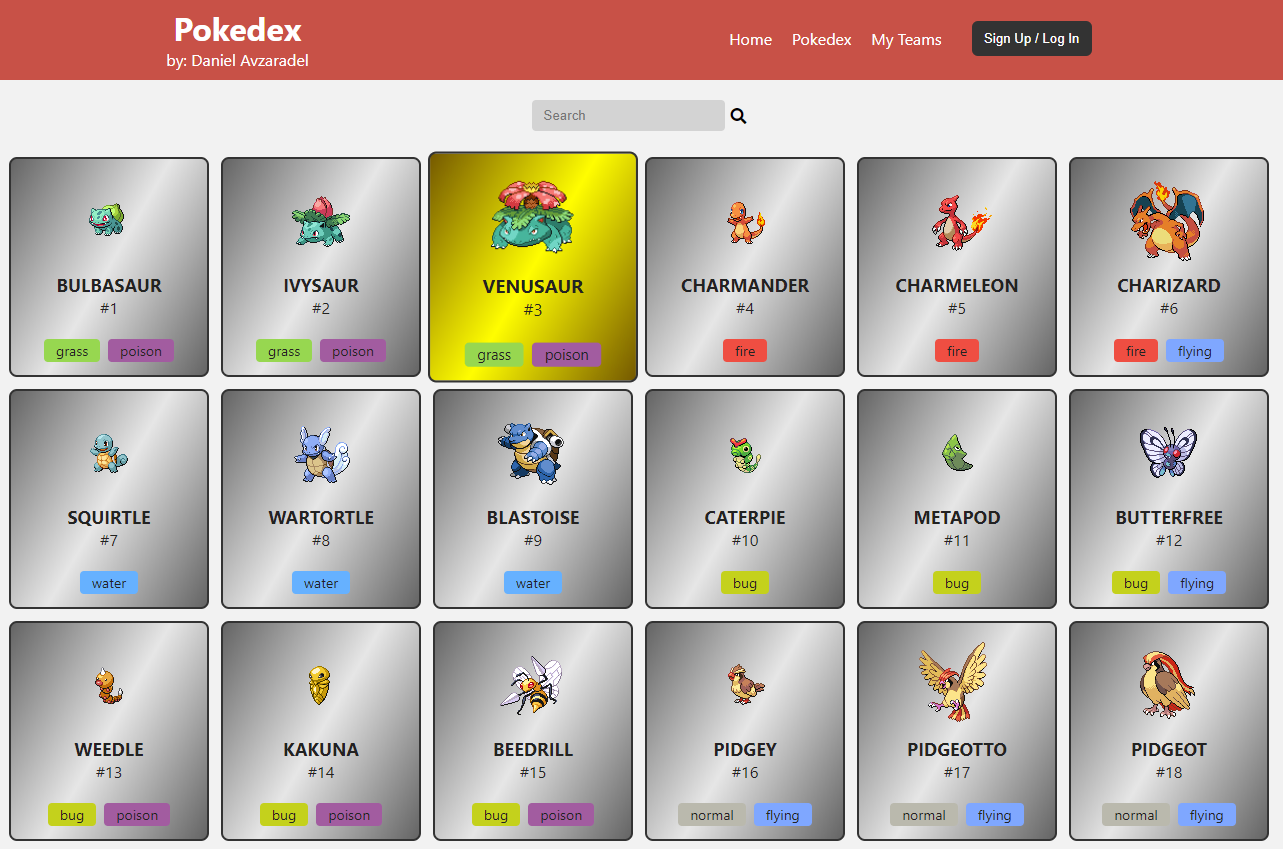 Pokedex
by: Daniel Avzaradel
Home Pokedex My Teams Sign Up / Log In
Search
BULBASAUR
#1
grass poison
IVYSAUR
#2
grass poison
VENUSAUR
#3
grass poison
CHARMANDER
#4
fire
CHARMELEON
#5
fire
CHARIZARD
#6
fire flying
SQUIRTLE
#7
water
WARTORTLE
#8
water
BLASTOISE
#9
water
CATERPIE
#10
bug
METAPOD
#11
bug
BUTTERFREE
#12
bug flying
WEEDLE
#13
bug poison
KAKUNA
#14
bug poison
BEEDRILL
#15
bug poison
PIDGEY
#16
normal flying
PIDGEOTTO
#17
normal flying
PIDGEOT
#18
normal flying